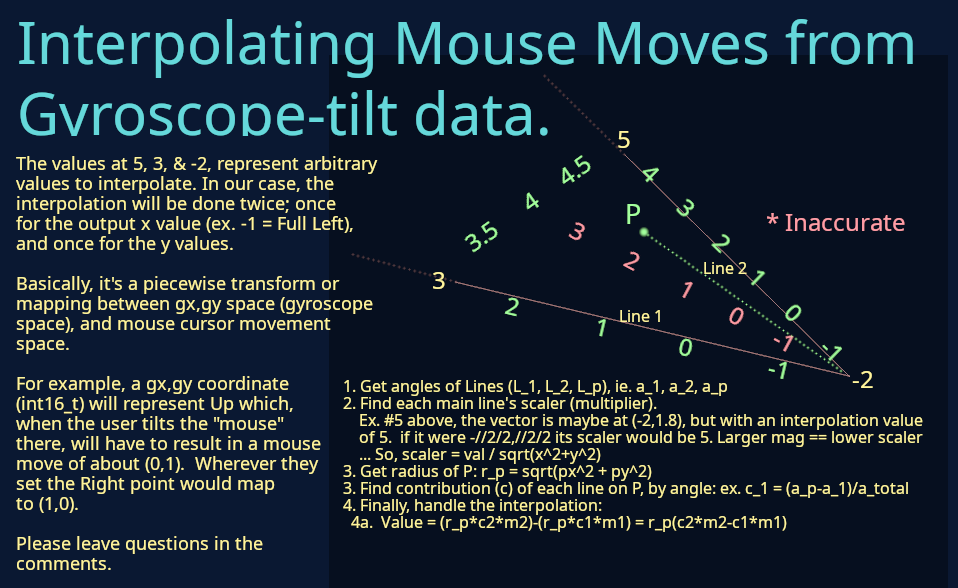 Interpolating Mouse Moves from
Gyroscope-tilt data.
The values at 5, 3, & -2, represent arbitrary
values to interpolate. In our case, the
interpolation will be done twice; once
for the output x value (ex. -1 = Full Left),
and once for the y values.
Basically, it's a piecewise transform or
mapping between gx,gy space (gyroscope
space), and mouse cursor movement
space.
For example, a gx,gy coordinate
(int16_t) will represent Up which,
when the user tilts the "mouse"
there, will have to result in a mouse
move of about (0,1).  Wherever they
set the Right point would map
to (1,0).
Please leave questions in the
comments.
5
4
3
2
1
0
-1
-2
4.5
4
3.5
P
3
2
1
0
-1
* Inaccurate
Line 2
3
2
1
0
-1
Line 1
1. Get angles of Lines (L_1, L_2, L_p), ie. a_1, a_2, a_p
2. Find each main line's scaler (multiplier).
Ex. #5 above, the vector is maybe at (-2,1.8), but with an interpolation value
of 5.  if it were -//2/2,//2/2 its scaler would be 5. Larger mag == lower scaler
... So, scaler = val / sqrt(x^2+y^2)
3. Get radius of P: r_p = sqrt(px^2 + py^2)
3. Find contribution (c) of each line on P, by angle: ex. c_1 = (a_p-a_1)/a_total
4. Finally, handle the interpolation:
4a.  Value = (r_p*c2*m2)-(r_p*c1*m1) = r_p(c2*m2-c1*m1)